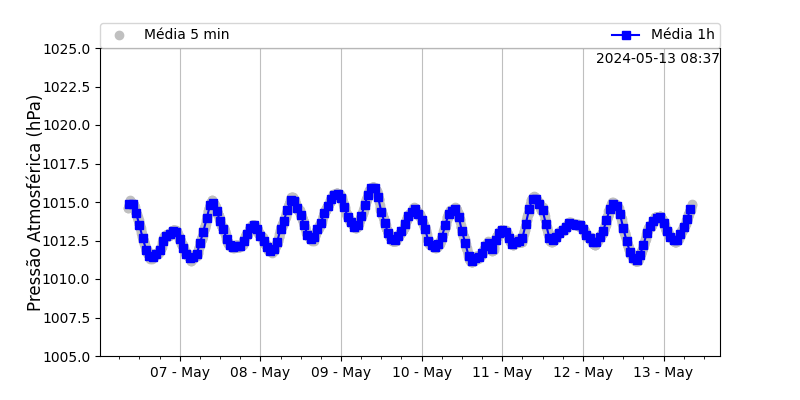 Média 5 min
Média 1h
2024-05-13 08:37
Pressão Atmosférica (hPa)
1025.0
1022.5
1020.0
1017.5
1015.0
1012.5
1010.0
1007.5
1005.0
07 - May
08 - May
09 - May
10 - May
11 - May
12 - May
13 - May